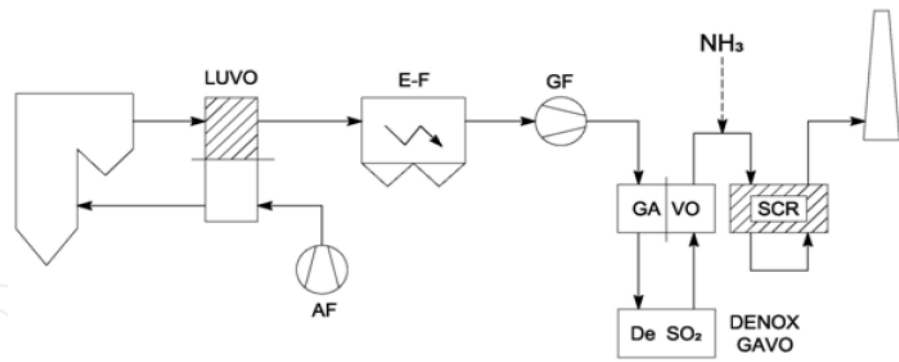 NH₃
LUVO
E-F
GF
GA VO
SCR
AF
De SO₂
DENOX
GAVO